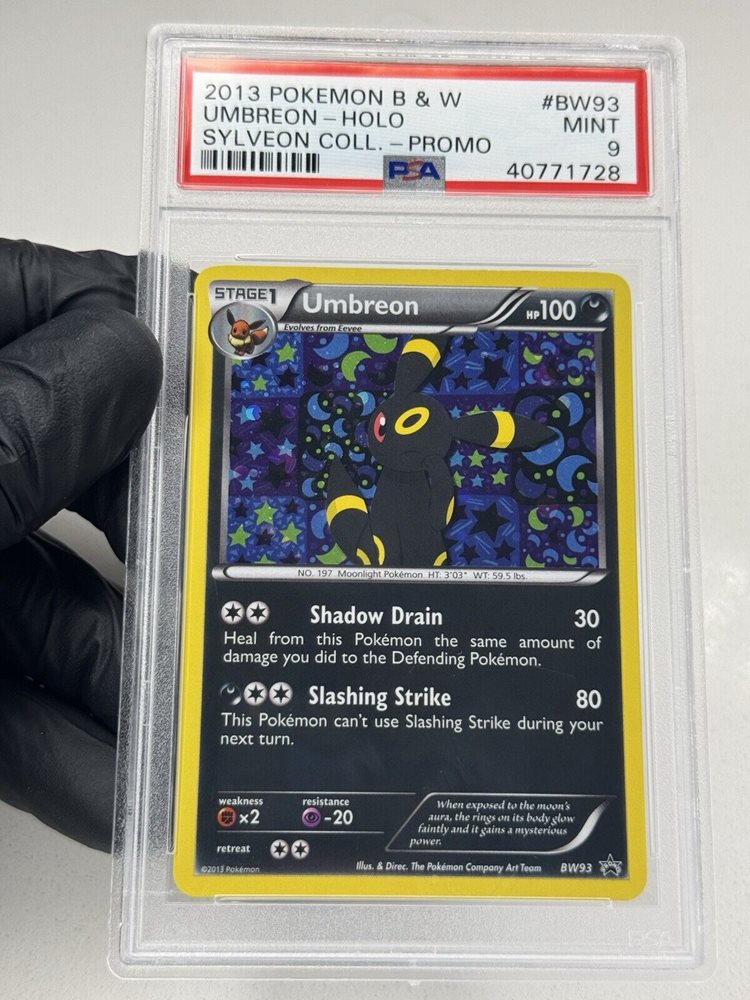 2013 POKEMON B & W #BW93
UMBREON – HOLO MINT
SYLVEON COLL. – PROMO 9
PSA 40771728
STAGE1 Umbreon HP100
Evolves from Eevee
NO. 197 Moonlight Pokémon HT: 3'03" WT: 59.5 lbs.
Shadow Drain 30
Heal from this Pokémon the same amount of
damage you did to the Defending Pokémon.
Slashing Strike 80
This Pokémon can't use Slashing Strike during your
next turn.
weakness resistance
×2 -20
When exposed to the moon's
aura, the rings on its body glow
faintly and it gains a mysterious
power.
retreat
©2013 Pokémon Illus. & Direc. The Pokémon Company Art Team BW93
PSA